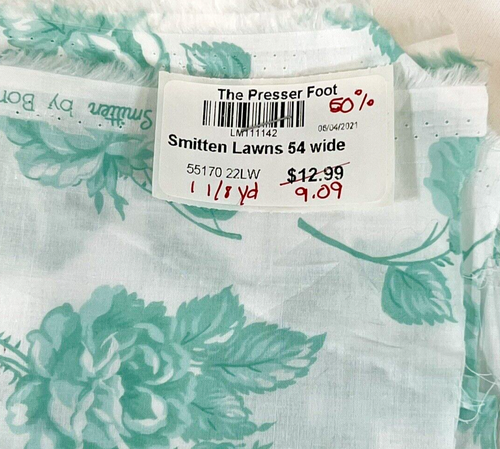 The Presser Foot
60%
LM111142
06/04/2021
Smitten Lawns 54 wide
55170 22LW
$12.99
1 1/8 yd
9.09
Smitten by Bon